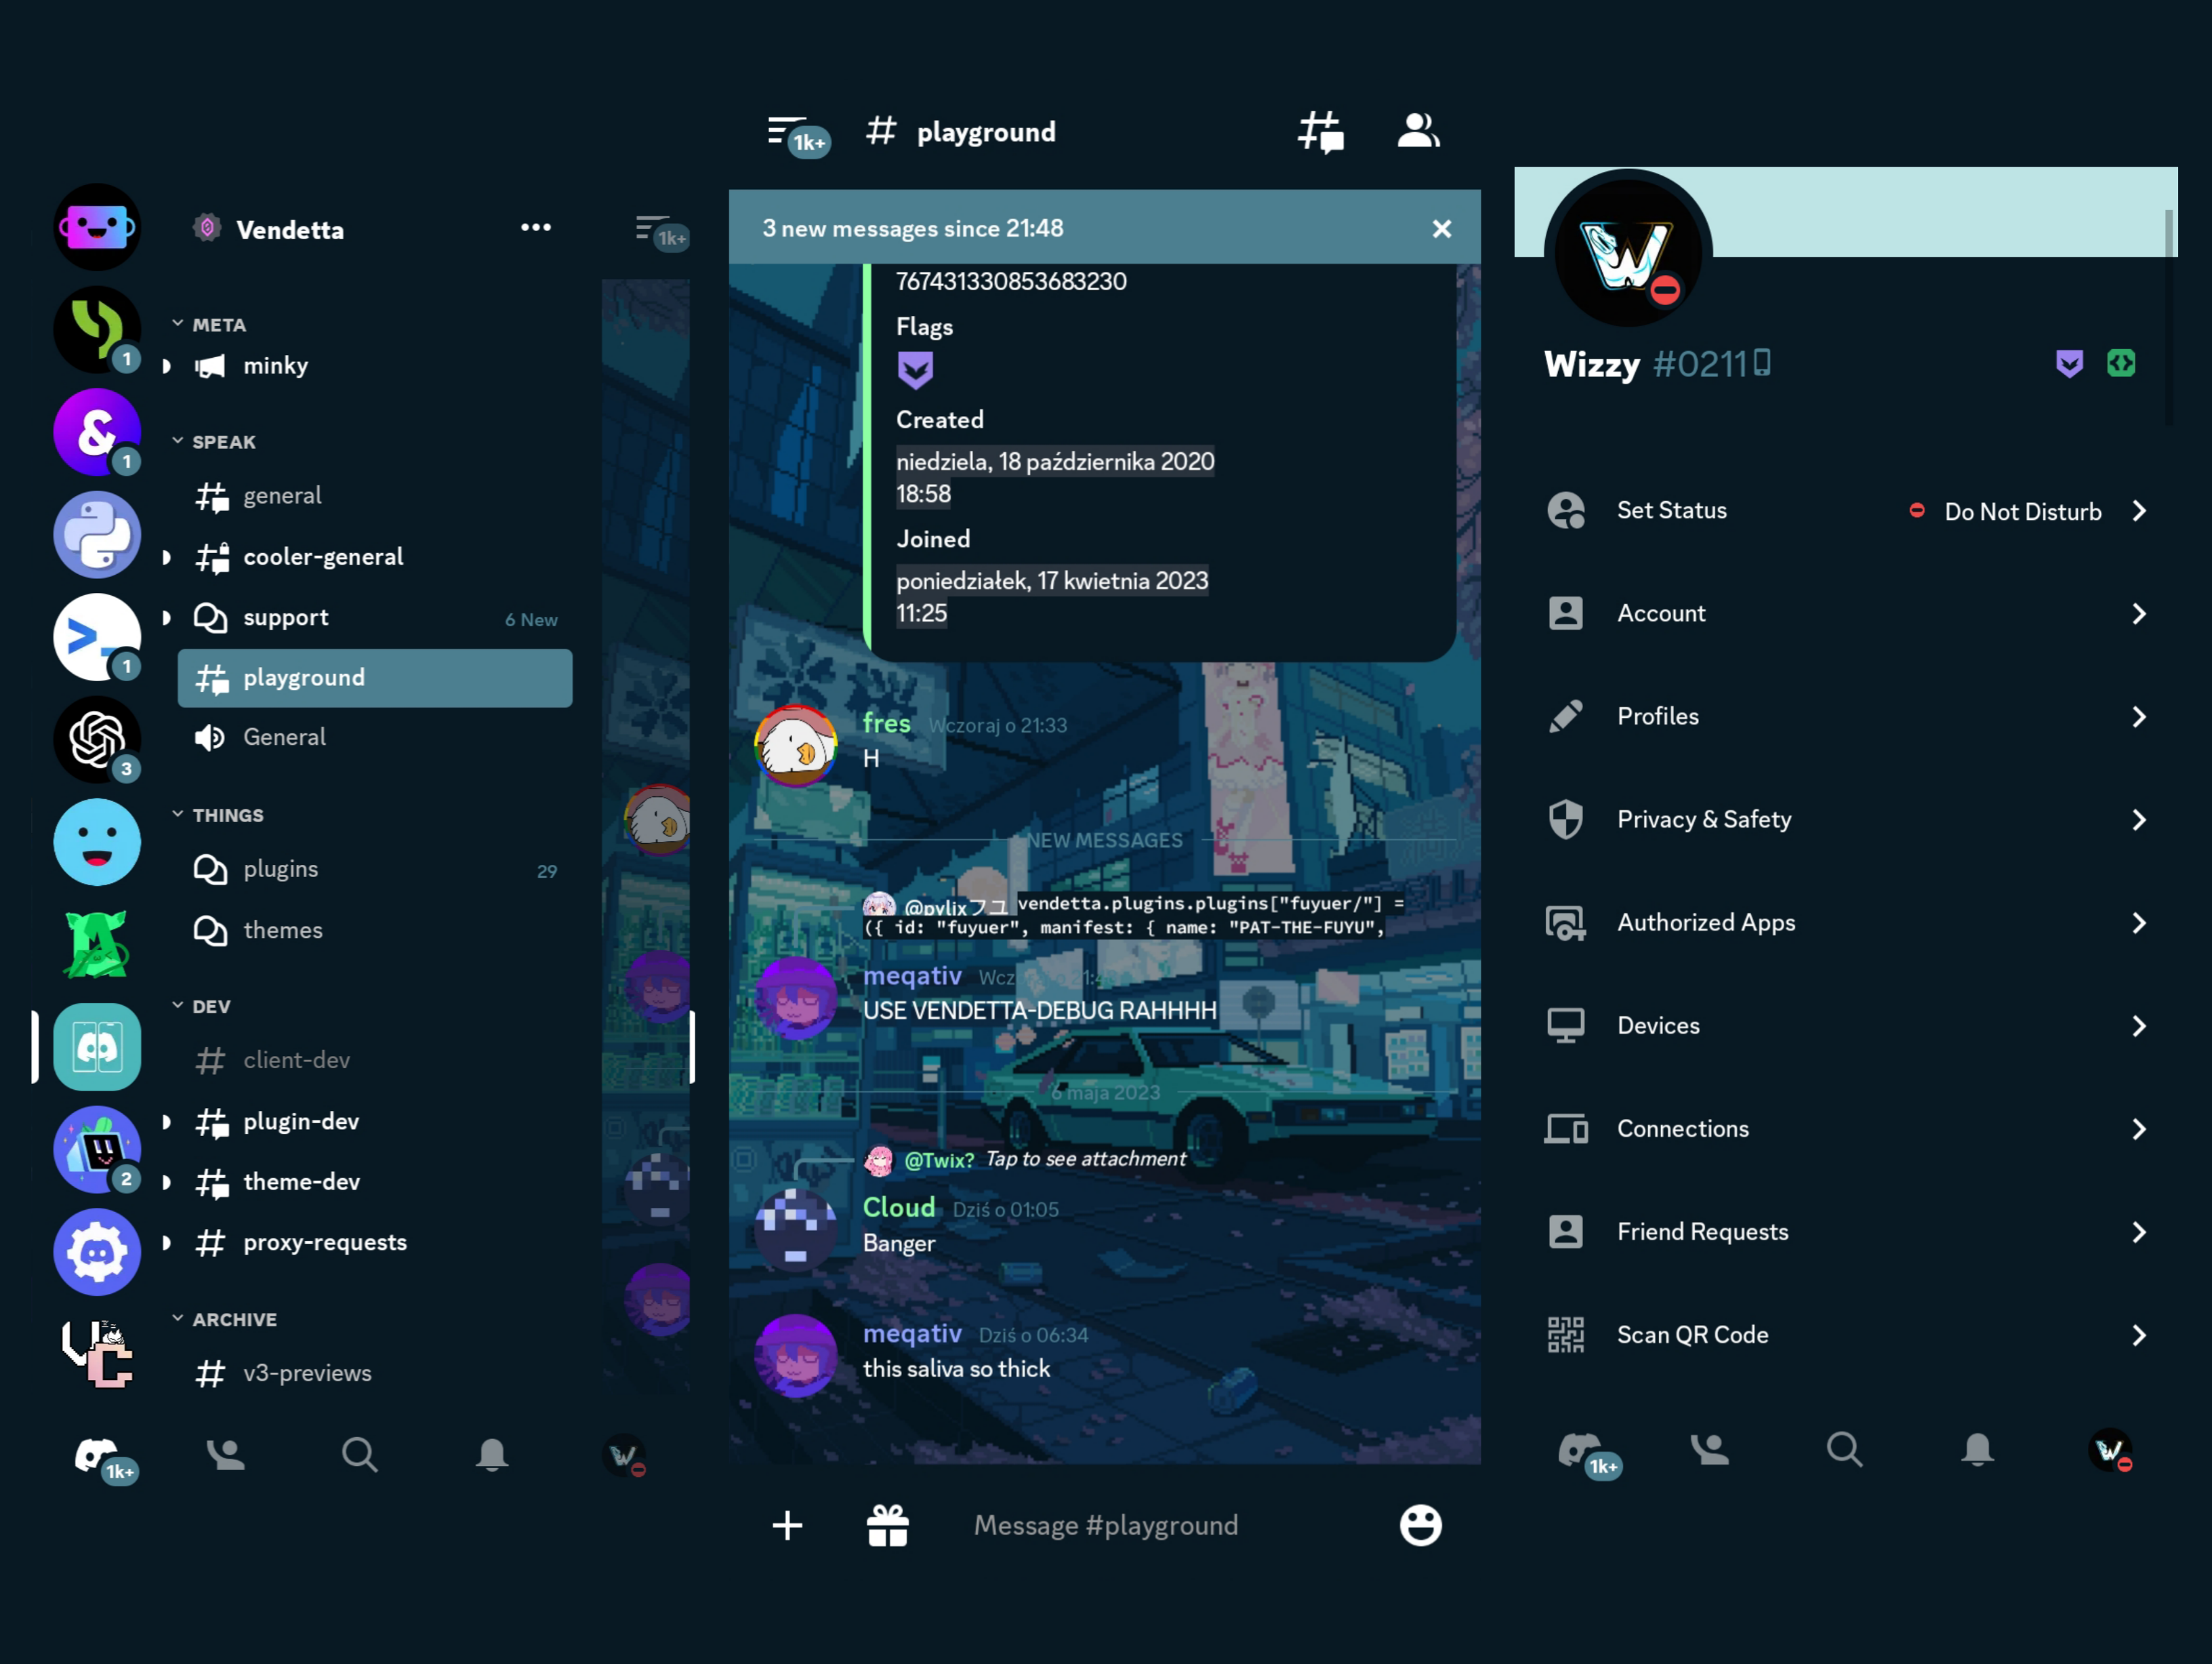 Vendetta
1k+
META
minky
SPEAK
general
cooler-general
support
6 New
playground
General
THINGS
plugins
29
themes
DEV
client-dev
plugin-dev
theme-dev
proxy-requests
ARCHIVE
v3-previews
1
1
1
3
2
1k+
1k+
playground
3 new messages since 21:48
767431330853683230
Flags
Created
niedziela, 18 października 2020
18:58
Joined
poniedziałek, 17 kwietnia 2023
11:25
fres Wczoraj o 21:33
H
NEW MESSAGES
@pylixフユ vendetta.plugins.plugins["fuyuer/"] =
({ id: "fuyuer", manifest: { name: "PAT-THE-FUYU",
meqativ
USE VENDETTA-DEBUG RAHHHH
6 maja 2023
@Twix? Tap to see attachment
Cloud Dziś o 01:05
Banger
meqativ Dziś o 06:34
this saliva so thick
Message #playground
Wizzy #0211
Set Status
Do Not Disturb
Account
Profiles
Privacy & Safety
Authorized Apps
Devices
Connections
Friend Requests
Scan QR Code
1k+